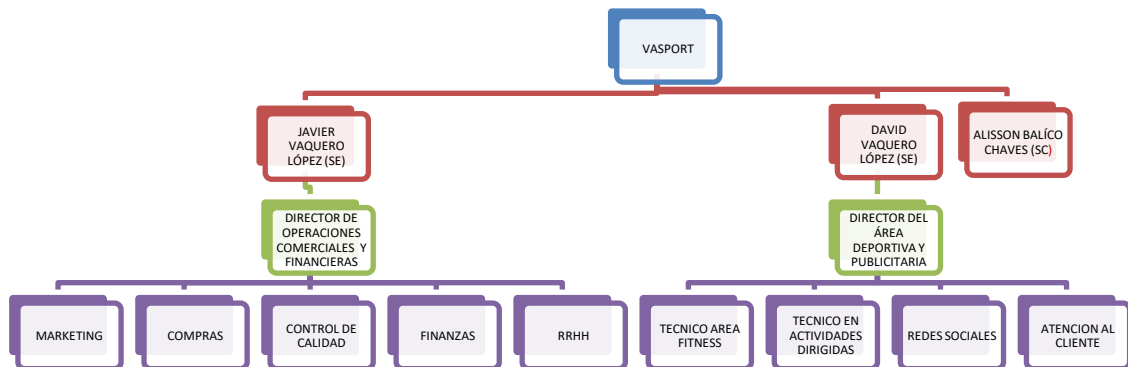 VASPORT
JAVIER
VAQUERO
LÓPEZ (SE)
DAVID
VAQUERO
LÓPEZ (SE)
ALISSON BALÍCO
CHAVES (SC)
DIRECTOR DE
OPERACIONES
COMERCIALES Y
FINANCIERAS
DIRECTOR DEL
ÁREA
DEPORTIVA Y
PUBLICITARIA
MARKETING
COMPRAS
CONTROL DE
CALIDAD
FINANZAS
RRHH
TECNICO AREA
FITNESS
TECNICO EN
ACTIVIDADES
DIRIGIDAS
REDES SOCIALES
ATENCION AL
CLIENTE